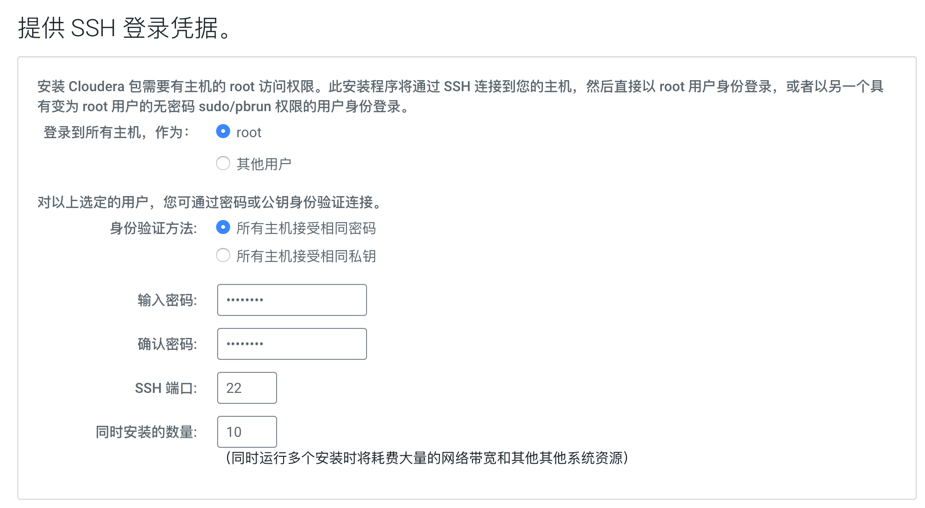 提供 SSH 登录凭据。
安装 Cloudera 包需要有主机的 root 访问权限。此安装程序将通过 SSH 连接到您的主机，然后直接以 root 用户身份登录，或者以另一个具
有变为 root 用户的无密码 sudo/pbrun 权限的用户身份登录。
登录到所有主机，作为： root
其他用户
对以上选定的用户，您可通过密码或公钥身份验证连接。
身份验证方法: 所有主机接受相同密码
所有主机接受相同私钥
输入密码: ••••••••
确认密码: ••••••••
SSH 端口: 22
同时安装的数量: 10
（同时运行多个安装时将耗费大量的网络带宽和其他其他系统资源）